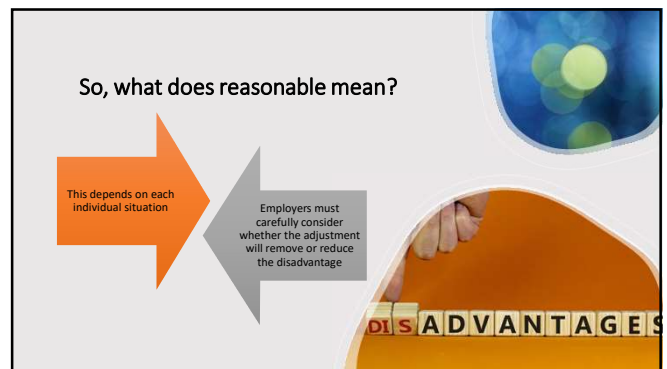 So, what does reasonable mean?
This depends on each
individual situation
Employers must
carefully consider
whether the adjustment
will remove or reduce
the disadvantage
DISADVANTAGES